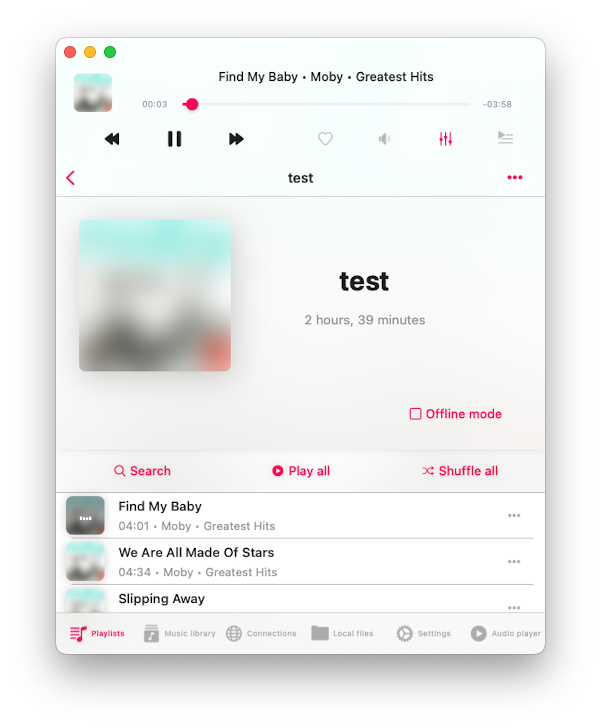 Find My Baby • Moby • Greatest Hits
00:03
-03:58
test
test
2 hours, 39 minutes
Offline mode
Search
Play all
Shuffle all
Find My Baby
04:01 • Moby • Greatest Hits
We Are All Made Of Stars
04:34 • Moby • Greatest Hits
Slipping Away
Playlists
Music library
Connections
Local files
Settings
Audio player